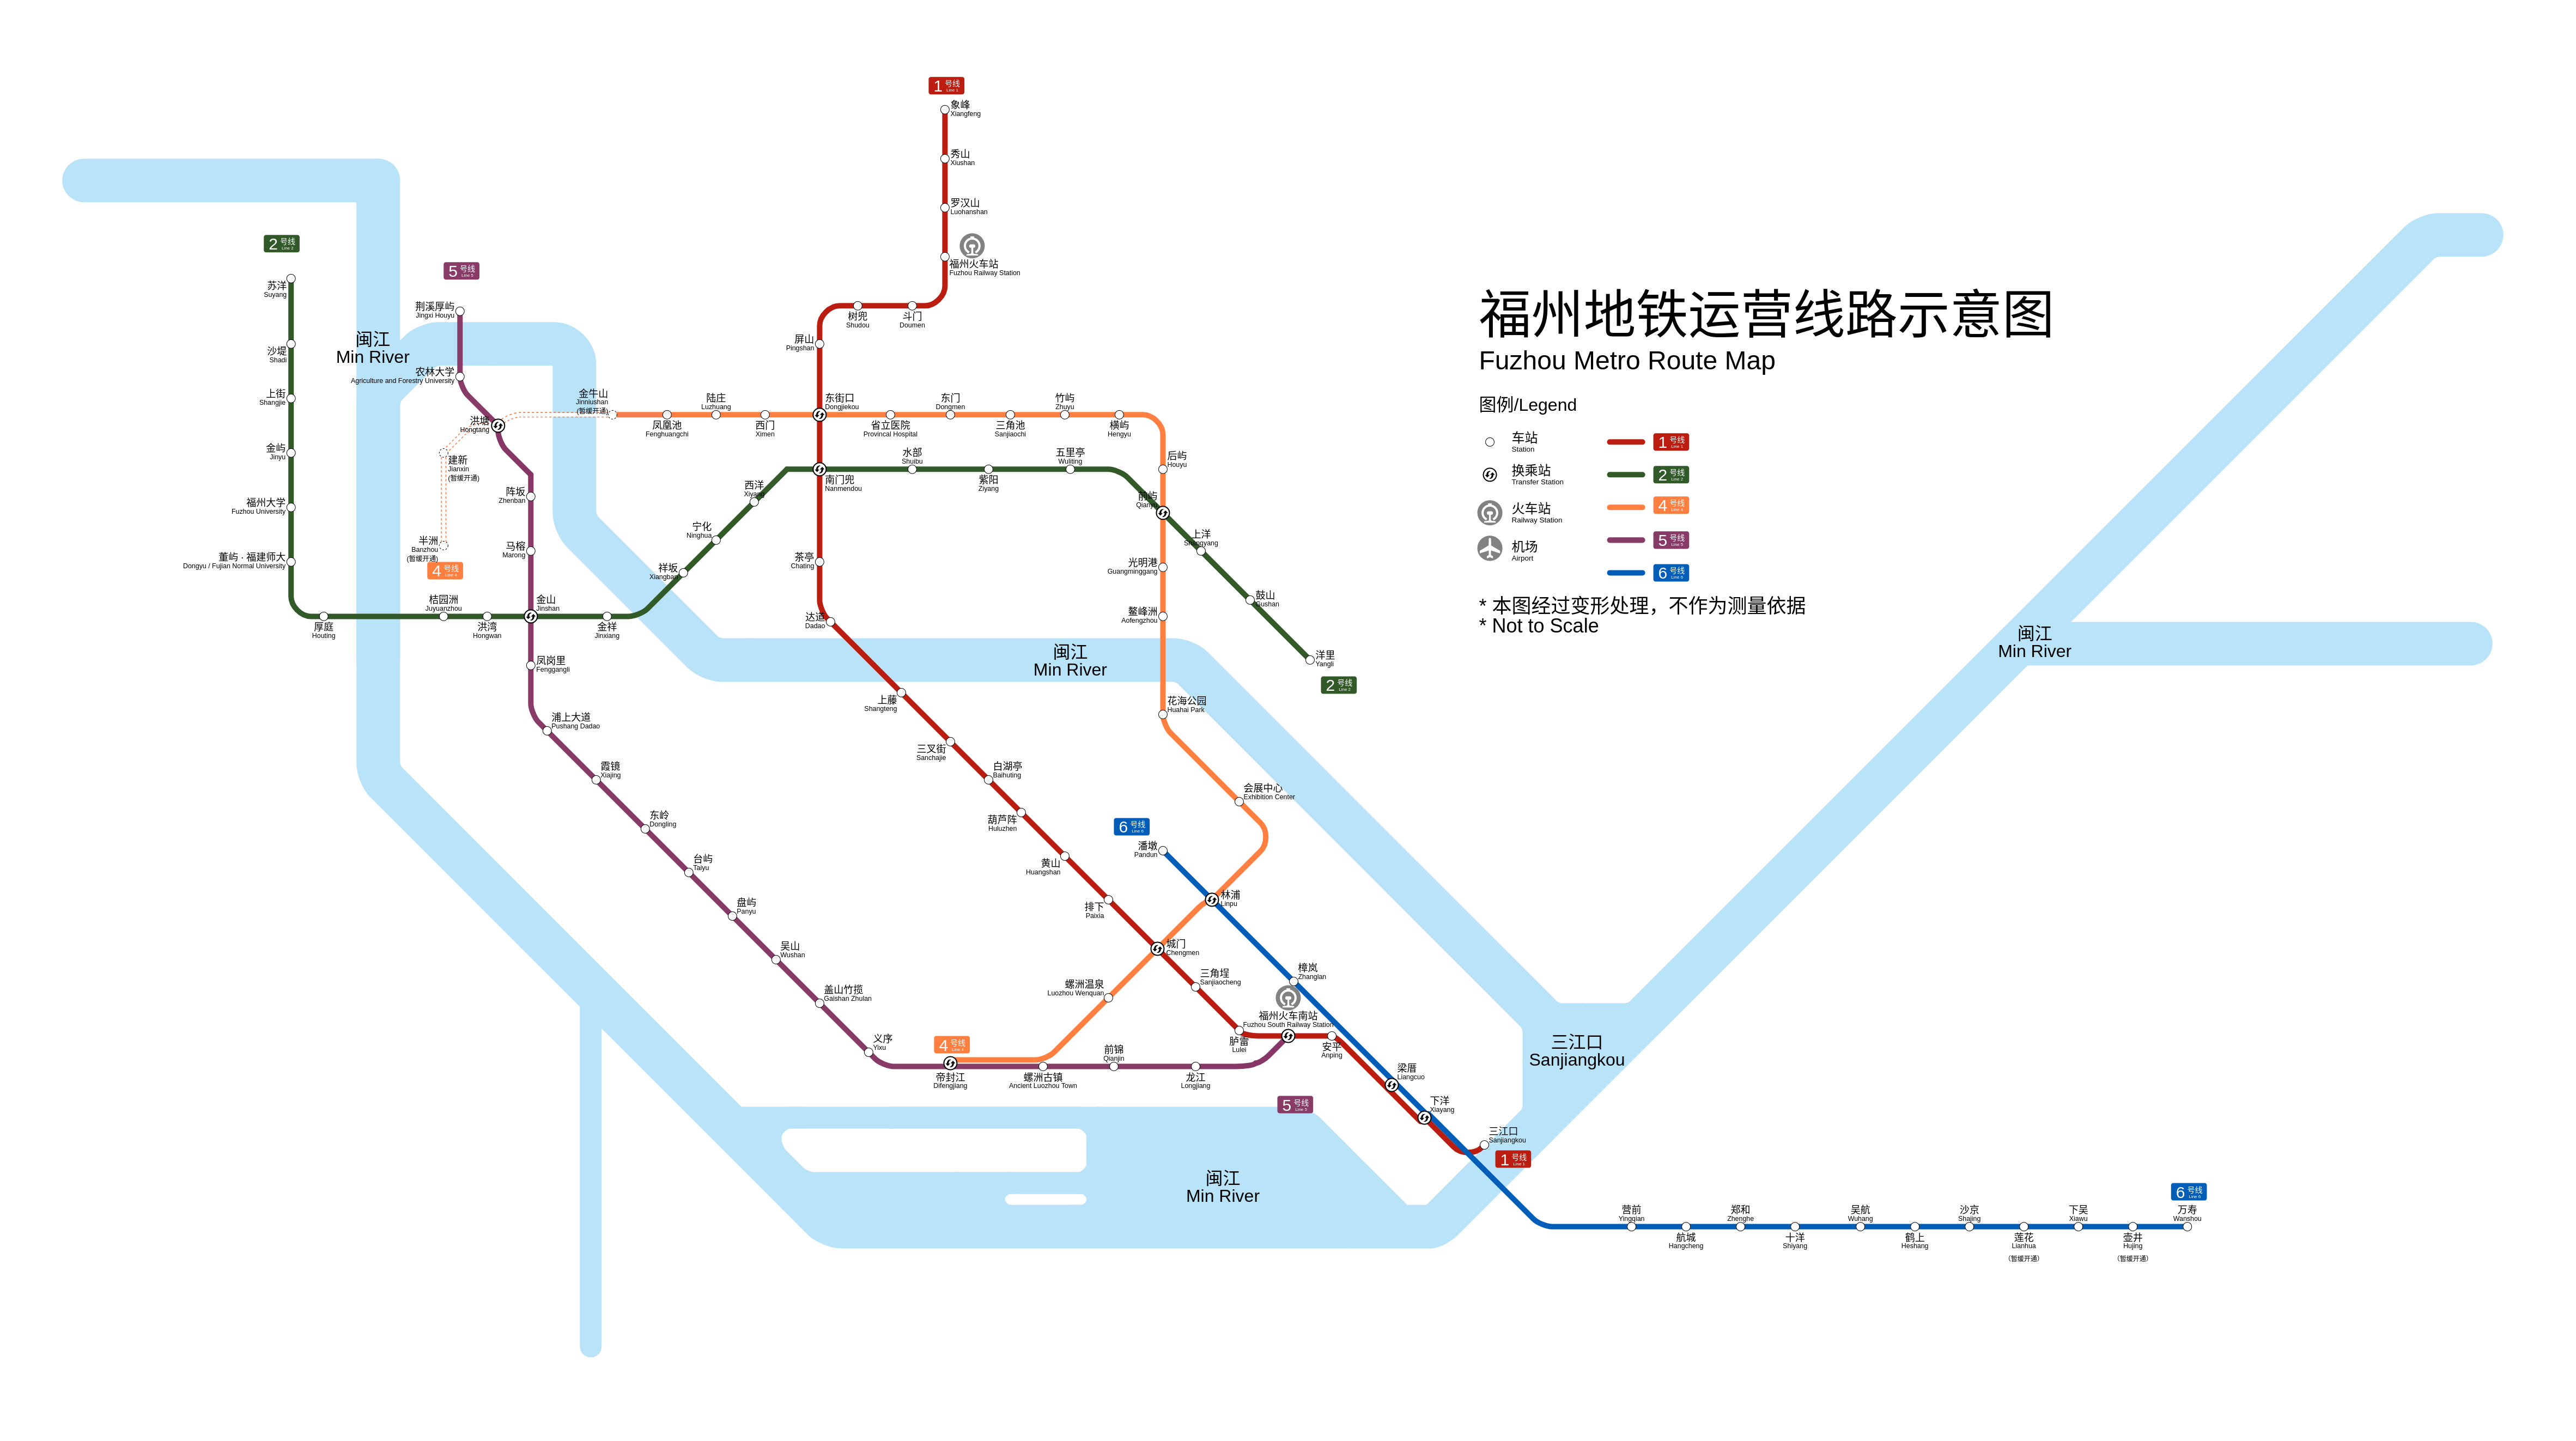 福州地铁运营线路示意图
Fuzhou Metro Route Map
图例/Legend
车站
Station
换乘站
Transfer Station
火车站
Railway Station
机场
Airport
1 号线
Line 1
2 号线
Line 2
4 号线
Line 4
5 号线
Line 5
6 号线
Line 6
* 本图经过变形处理，不作为测量依据
* Not to Scale
1 号线
Line 1
象峰
Xiangfeng
秀山
Xiushan
罗汉山
Luohanshan
福州火车站
Fuzhou Railway Station
斗门
Doumen
树兜
Shudou
屏山
Pingshan
东街口
Dongjiekou
南门兜
Nanmendou
茶亭
Chating
达道
Dadao
上藤
Shangteng
三叉街
Sanchajie
白湖亭
Baihuting
葫芦阵
Huluzhen
黄山
Huangshan
排下
Paixia
城门
Chengmen
三角埕
Sanjiaocheng
胪雷
Lulei
福州火车南站
Fuzhou South Railway Station
安平
Anping
梁厝
Liangcuo
下洋
Xiayang
三江口
Sanjiangkou
1 号线
Line 1
2 号线
Line 2
苏洋
Suyang
沙堤
Shadi
上街
Shangjie
金屿
Jinyu
福州大学
Fuzhou University
董屿 · 福建师大
Dongyu / Fujian Normal University
厚庭
Houting
桔园洲
Juyuanzhou
洪湾
Hongwan
金山
Jinshan
金祥
Jinxiang
祥坂
Xiangban
宁化
Ninghua
西洋
Xiyang
水部
Shuibu
紫阳
Ziyang
五里亭
Wuliting
前屿
Qianyu
上洋
Shangyang
鼓山
Gushan
洋里
Yangli
2 号线
Line 2
半洲
Banzhou
(暂缓开通)
4 号线
Line 4
建新
Jianxin
(暂缓开通)
洪塘
Hongtang
金牛山
Jinniushan
(暂缓开通)
凤凰池
Fenghuangchi
陆庄
Luzhuang
西门
Ximen
省立医院
Provincal Hospital
东门
Dongmen
三角池
Sanjiaochi
竹屿
Zhuyu
横屿
Hengyu
后屿
Houyu
光明港
Guangminggang
鳌峰洲
Aofengzhou
花海公园
Huahai Park
会展中心
Exhibition Center
林浦
Linpu
螺洲温泉
Luozhou Wenquan
4 号线
Line 4
帝封江
Difengjiang
5 号线
Line 5
荆溪厚屿
Jingxi Houyu
农林大学
Agriculture and Forestry University
阵坂
Zhenban
马榕
Marong
凤岗里
Fenggangli
浦上大道
Pushang Dadao
霞镜
Xiajing
东岭
Dongling
台屿
Taiyu
盘屿
Panyu
吴山
Wushan
盖山竹揽
Gaishan Zhulan
义序
Yixu
螺洲古镇
Ancient Luozhou Town
前锦
Qianjin
龙江
Longjiang
5 号线
Line 5
6 号线
Line 6
潘墩
Pandun
樟岚
Zhanglan
营前
Yingqian
航城
Hangcheng
郑和
Zhenghe
十洋
Shiyang
吴航
Wuhang
鹤上
Heshang
沙京
Shajing
莲花
Lianhua
(暂缓开通)
下吴
Xiawu
壶井
Hujing
(暂缓开通)
万寿
Wanshou
6 号线
Line 6
闽江
Min River
闽江
Min River
闽江
Min River
三江口
Sanjiangkou
闽江
Min River